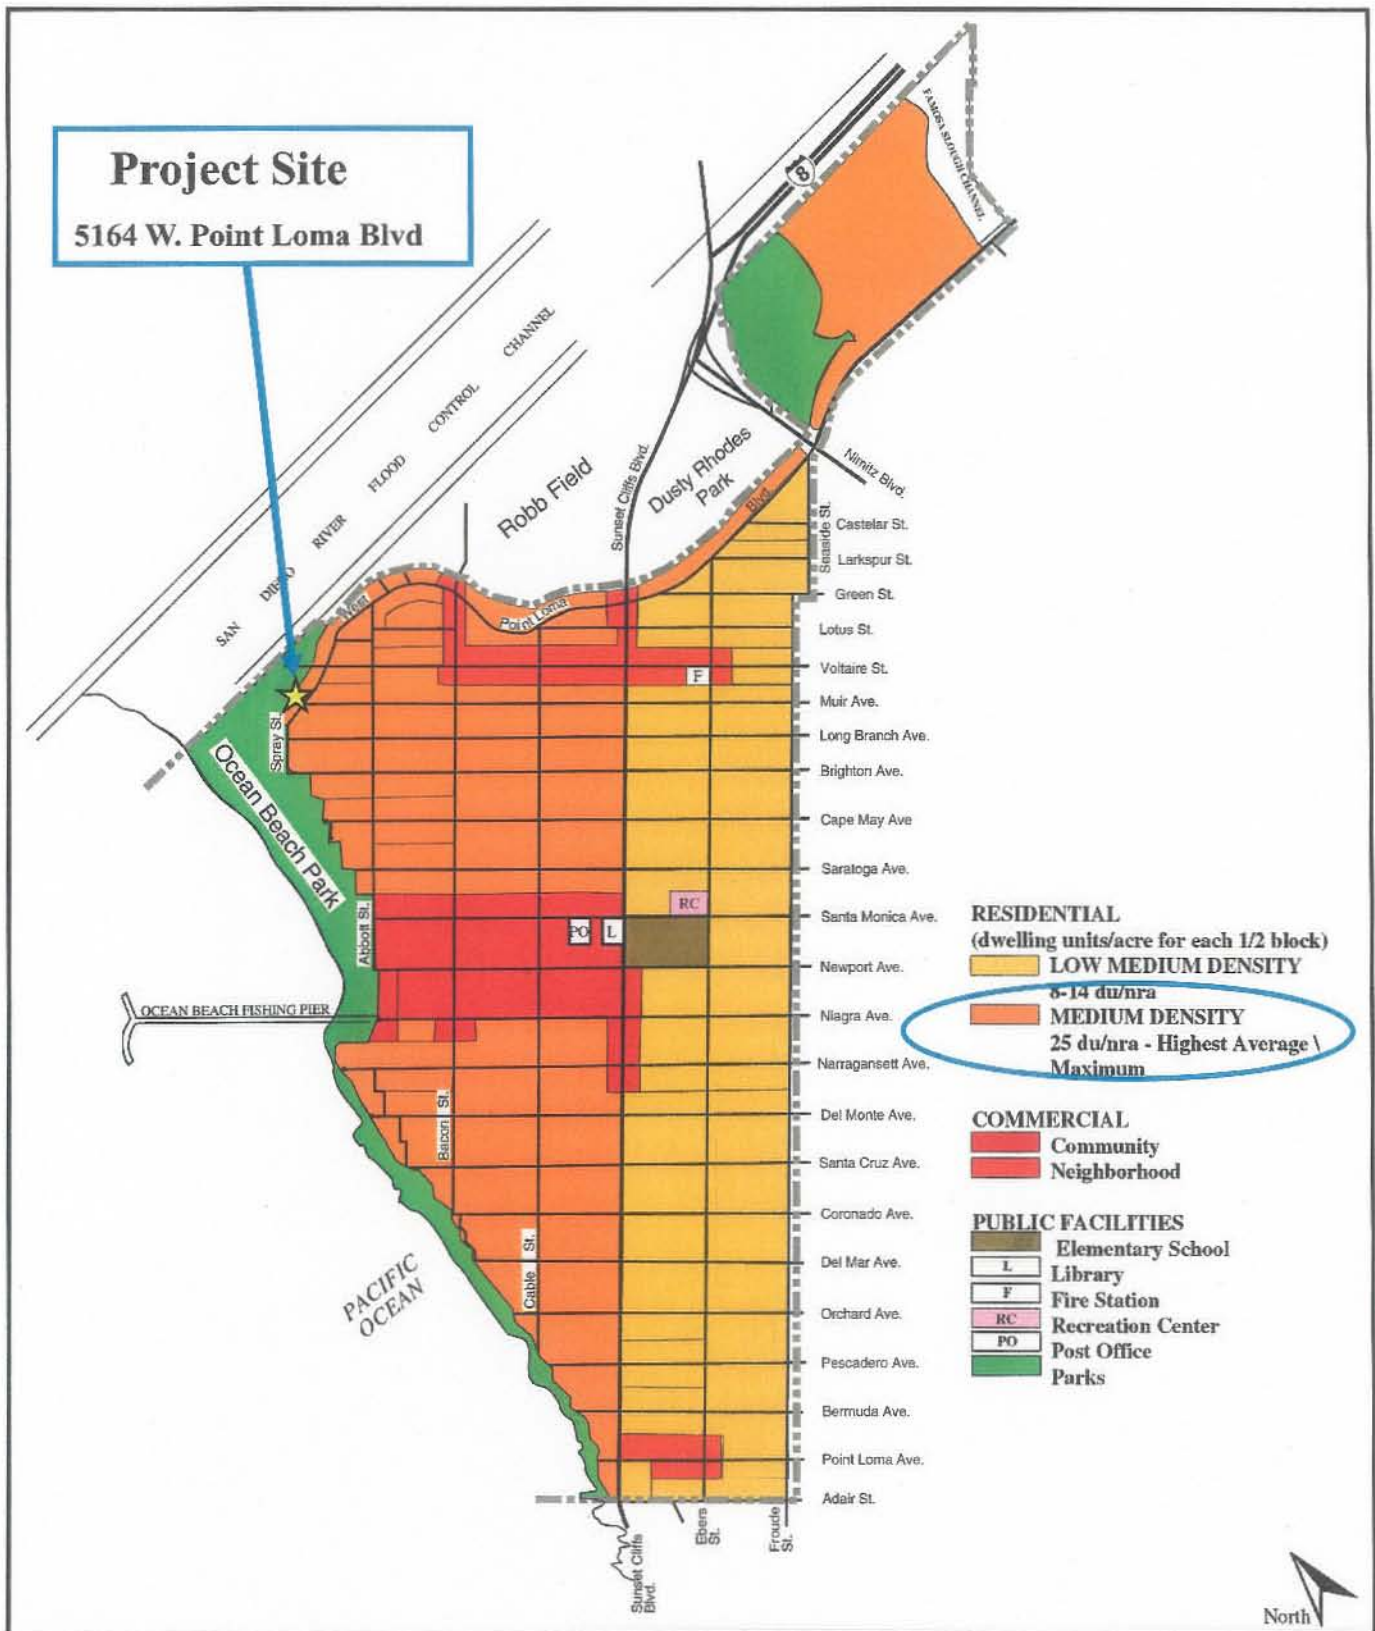 Project Site
5164 W. Point Loma Blvd
8
FAMOSA SLOUGH CHANNEL
SAN DIEGO RIVER FLOOD CONTROL CHANNEL
Robb Field
Sunset Cliffs Blvd.
Dusty Rhodes
Park
Nimitz Blvd.
West
Point Loma
Blvd.
Seaside St.
Castelar St.
Larkspur St.
Green St.
Lotus St.
Voltaire St.
F
Muir Ave.
Long Branch Ave.
Spray St.
Ocean Beach Park
Brighton Ave.
Cape May Ave
Saratoga Ave.
RC
Santa Monica Ave.
PO
L
Abbott St.
Newport Ave.
OCEAN BEACH FISHING PIER
Niagra Ave.
Narragansett Ave.
Bacon St.
Del Monte Ave.
Santa Cruz Ave.
Coronado Ave.
Cable St.
Del Mar Ave.
PACIFIC
OCEAN
Orchard Ave.
Pescadero Ave.
Bermuda Ave.
Point Loma Ave.
Adair St.
Sunset Cliffs
Blvd.
Ebers
St.
Froude
St.
RESIDENTIAL
(dwelling units/acre for each 1/2 block)
LOW MEDIUM DENSITY
8-14 du/nra
MEDIUM DENSITY
25 du/nra - Highest Average \
Maximum
COMMERCIAL
Community
Neighborhood
PUBLIC FACILITIES
Elementary School
L Library
F Fire Station
RC Recreation Center
PO Post Office
Parks
North